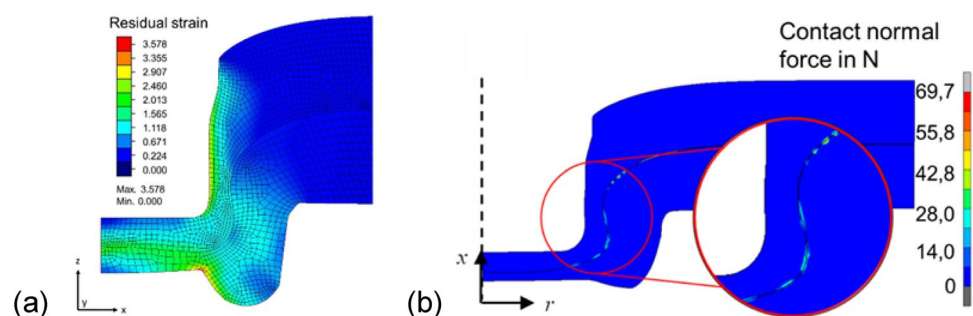 Residual strain
3.578
3.355
2.907
2.460
2.013
1.565
1.118
0.671
0.224
0.000
Max. 3.578
Min. 0.000
z
y
x
(a)
Contact normal
force in N
69,7
55,8
42,8
28,0
14,0
0
x
r
(b)